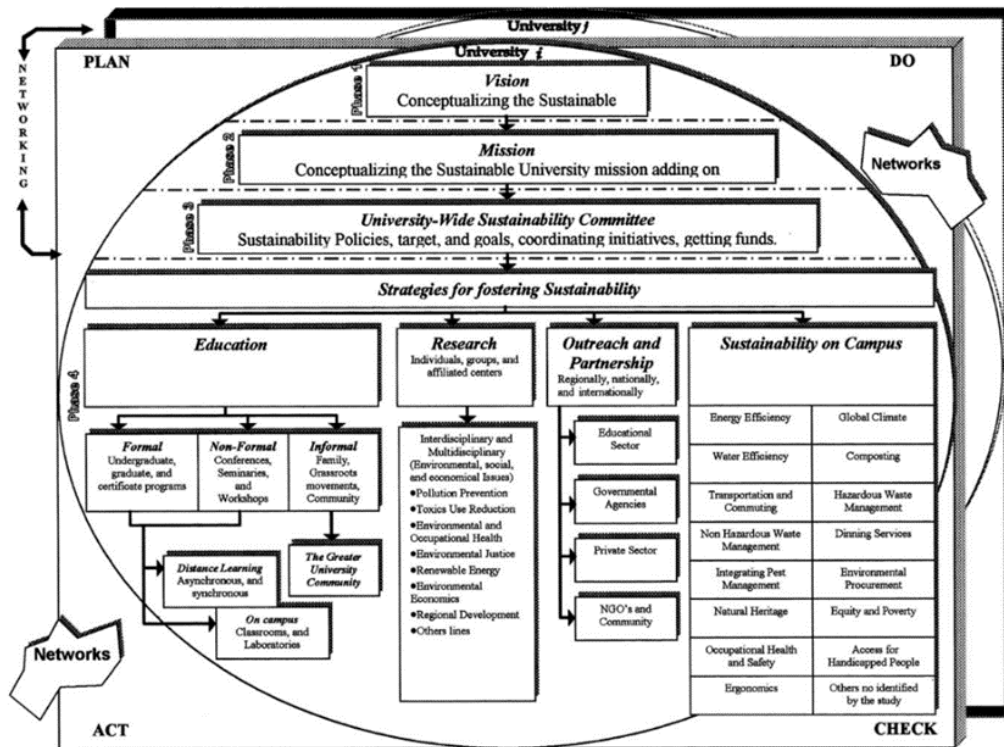 University j
University i
PLAN
DO
NETWORKING
Phase 1
Vision
Conceptualizing the Sustainable
Phase 2
Mission
Conceptualizing the Sustainable University mission adding on
Networks
Phase 3
University-Wide Sustainability Committee
Sustainability Policies, target, and goals, coordinating initiatives, getting funds.
Strategies for fostering Sustainability
Phase 4
Education
Formal
Undergraduate,
graduate, and
certificate programs
Non-Formal
Conferences,
Seminaries, and
Workshops
Informal
Family,
Grassroots
movements,
Community
Distance Learning
Asynchronous, and
synchronous
The Greater
University
Community
On campus
Classrooms, and
Laboratories
Research
Individuals, groups, and
affiliated centers
Interdisciplinary and
Multidisciplinary
(Environmental, social,
and economical Issues)
●Pollution Prevention
●Toxics Use Reduction
●Environmental and
Occupational Health
●Environmental Justice
●Renewable Energy
●Environmental
Economics
●Regional Development
●Others lines
Outreach and
Partnership
Regionally, nationally,
and internationally
Educational
Sector
Governmental
Agencies
Private Sector
NGO's and
Community
Sustainability on Campus
Energy Efficiency
Global Climate
Water Efficiency
Composting
Transportation and
Commuting
Hazardous Waste
Management
Non Hazardous Waste
Management
Dinning Services
Integrating Pest
Management
Environmental
Procurement
Natural Heritage
Equity and Poverty
Occupational Health
and Safety
Access for
Handicapped People
Ergonomics
Others no identified
by the study
Networks
ACT
CHECK